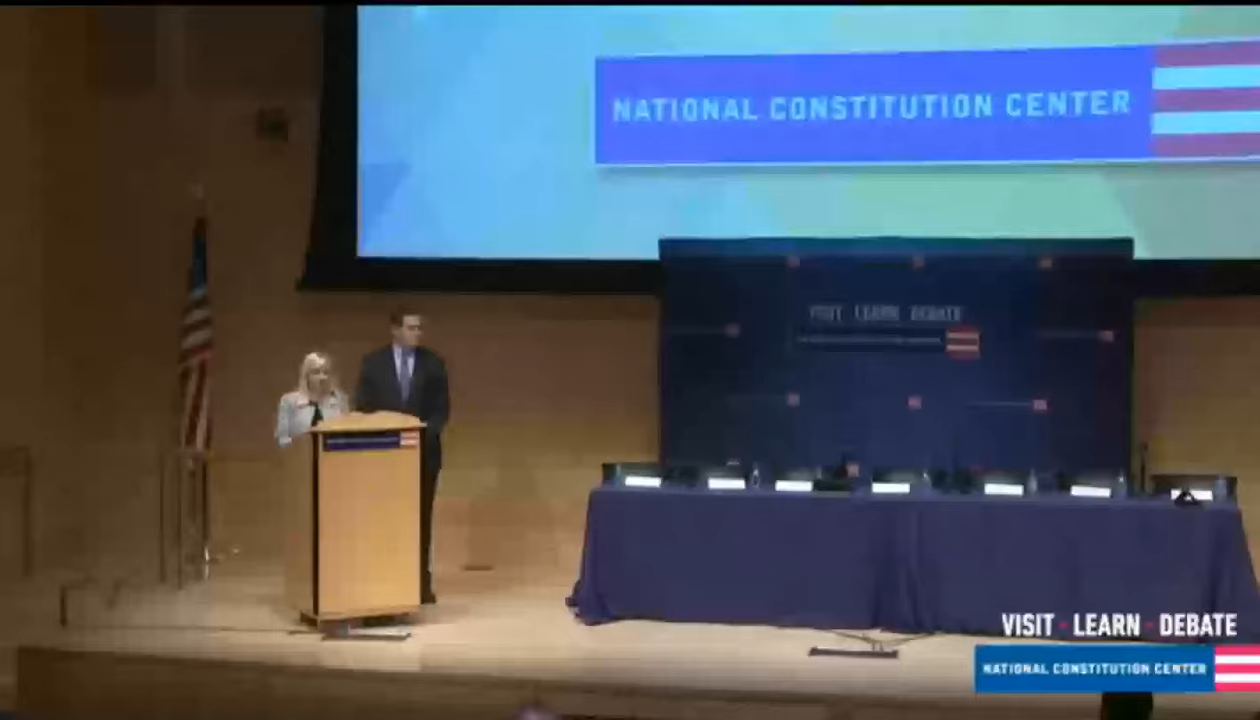 NATIONAL CONSTITUTION CENTER
VISIT LEARN DEBATE
VISIT · LEARN · DEBATE
NATIONAL CONSTITUTION CENTER